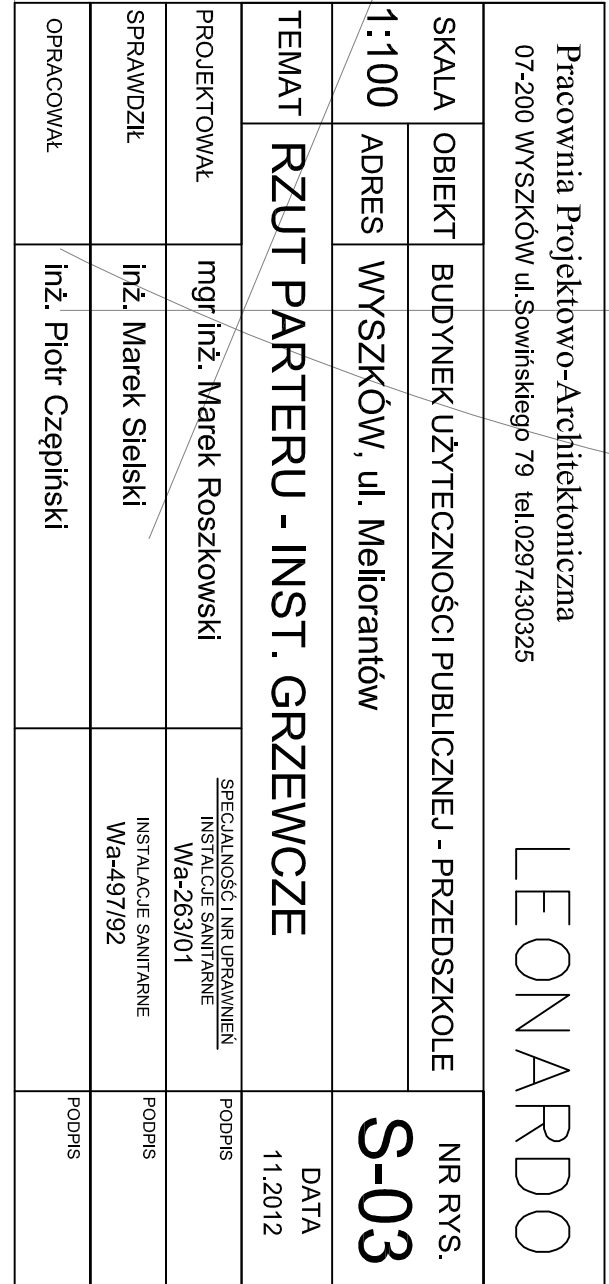 Pracownia Projektowo-Architektoniczna
07-200 WYSZKÓW ul.Sowińskiego 79 tel.0297430325
LEONARDO
SKALA
1:100
OBIEKT
BUDYNEK UŻYTECZNOŚCI PUBLICZNEJ - PRZEDSZKOLE
ADRES
WYSZKÓW, ul. Meliorantów
NR RYS.
S-03
TEMAT
RZUT PARTERU - INST. GRZEWCZE
DATA
11.2012
PROJEKTOWAŁ
mgr inż. Marek Roszkowski
SPECJALNOŚĆ I NR UPRAWNIEŃ
INSTALCJE SANITARNE
Wa-263/01
PODPIS
SPRAWDZIŁ
inż. Marek Sielski
INSTALACJE SANITARNE
Wa-497/92
PODPIS
OPRACOWAŁ
inż. Piotr Czępiński
PODPIS